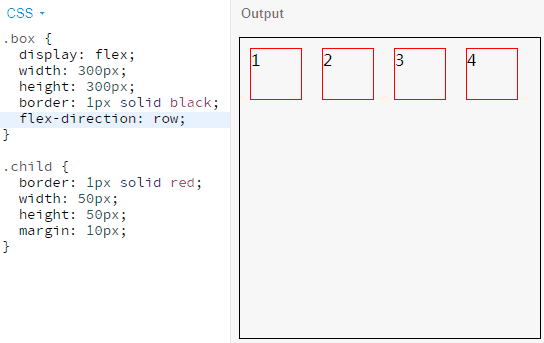 CSS
.box {
  display: flex;
  width: 300px;
  height: 300px;
  border: 1px solid black;
  flex-direction: row;
}
.child {
  border: 1px solid red;
  width: 50px;
  height: 50px;
  margin: 10px;
}
Output
1 2 3 4